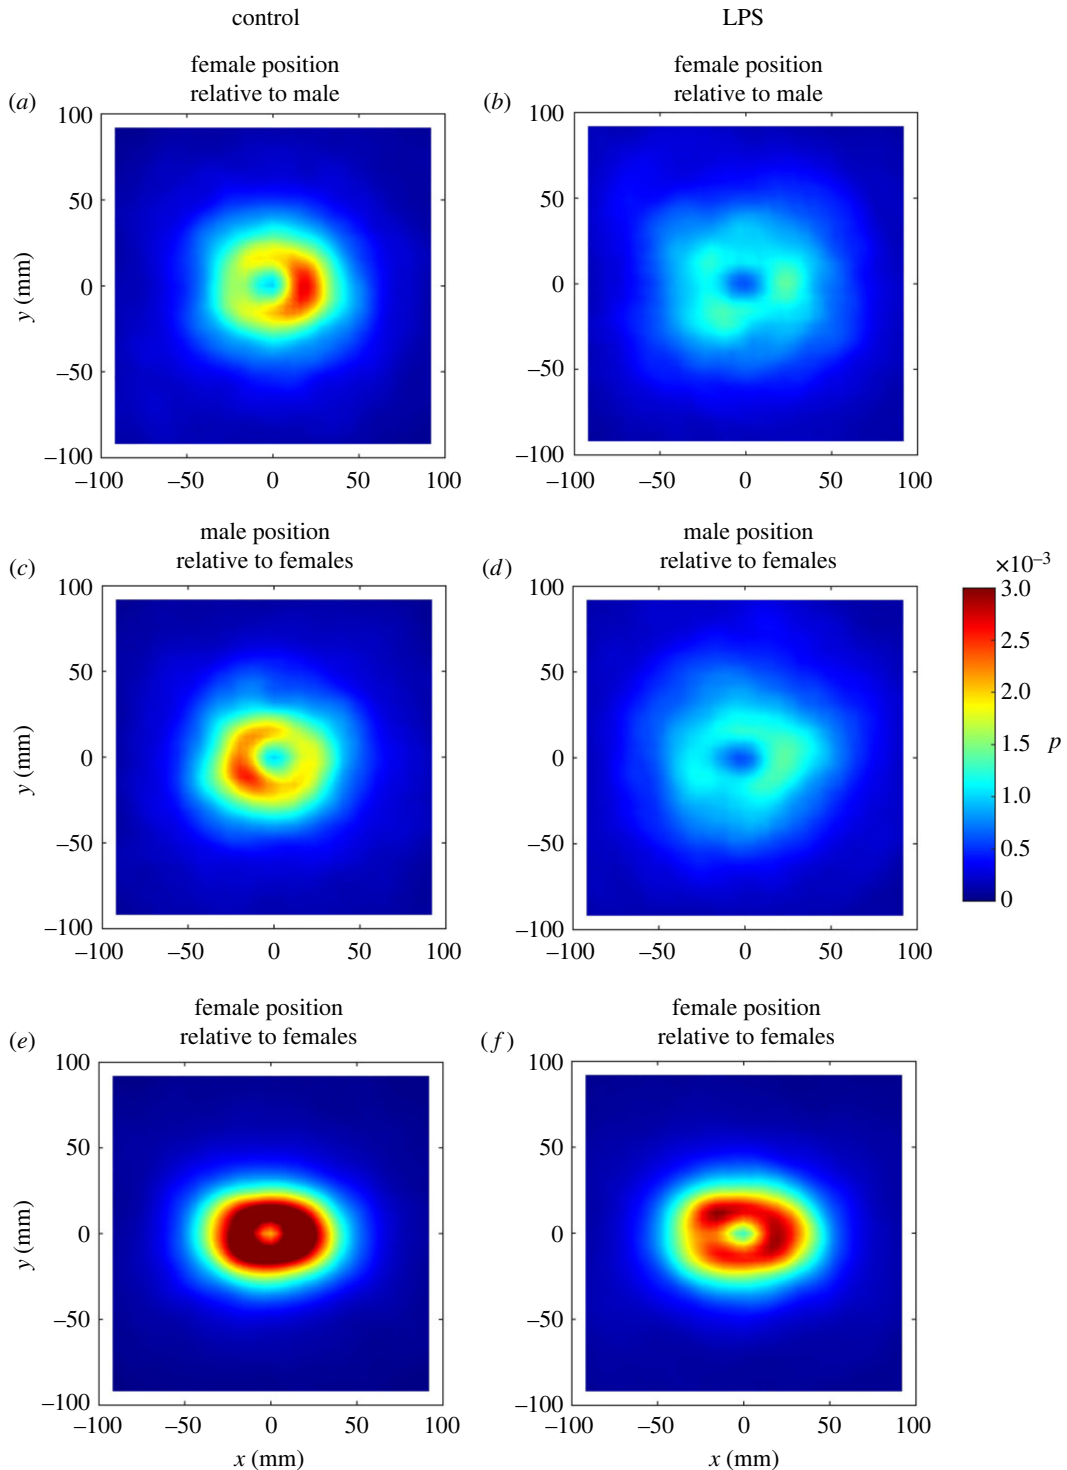 control
LPS
female position
relative to male
female position
relative to male
(a)
(b)
100
50
0
–50
–100
y (mm)
–100 –50 0 50 100
100
50
0
–50
–100
–100 –50 0 50 100
male position
relative to females
male position
relative to females
(c)
(d)
100
50
0
–50
–100
y (mm)
–100 –50 0 50 100
100
50
0
–50
–100
–100 –50 0 50 100
×10–3
3.0
2.5
2.0
1.5
1.0
0.5
0
p
female position
relative to females
female position
relative to females
(e)
(f)
100
50
0
–50
–100
y (mm)
–100 –50 0 50 100
x (mm)
100
50
0
–50
–100
–100 –50 0 50 100
x (mm)